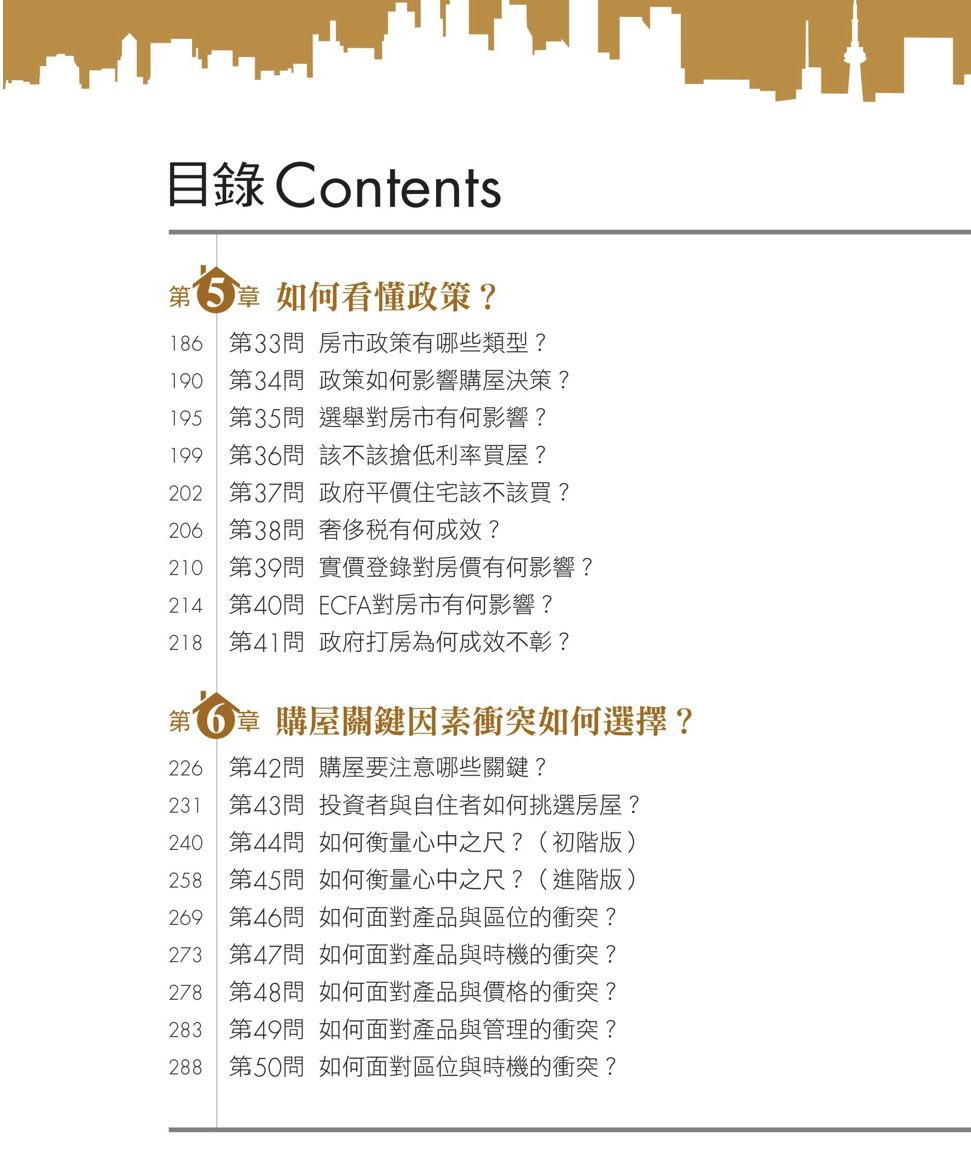 目錄Contents
第5章 如何看懂政策？
186 第33問 房市政策有哪些類型？
190 第34問 政策如何影響購屋決策？
195 第35問 選舉對房市有何影響？
199 第36問 該不該搶低利率買屋？
202 第37問 政府平價住宅該不該買？
206 第38問 奢侈稅有何成效？
210 第39問 實價登錄對房價有何影響？
214 第40問 ECFA對房市有何影響？
218 第41問 政府打房為何成效不彰？
第6章 購屋關鍵因素衝突如何選擇？
226 第42問 購屋要注意哪些關鍵？
231 第43問 投資者與自住者如何挑選房屋？
240 第44問 如何衡量心中之尺？（初階版）
258 第45問 如何衡量心中之尺？（進階版）
269 第46問 如何面對產品與區位的衝突？
273 第47問 如何面對產品與時機的衝突？
278 第48問 如何面對產品與價格的衝突？
283 第49問 如何面對產品與管理的衝突？
288 第50問 如何面對區位與時機的衝突？